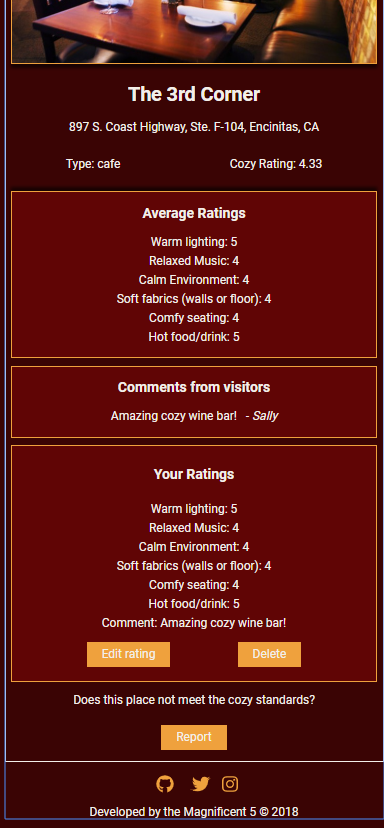 The 3rd Corner
897 S. Coast Highway, Ste. F-104, Encinitas, CA
Type: cafe Cozy Rating: 4.33
Average Ratings
Warm lighting: 5
Relaxed Music: 4
Calm Environment: 4
Soft fabrics (walls or floor): 4
Comfy seating: 4
Hot food/drink: 5
Comments from visitors
Amazing cozy wine bar! - Sally
Your Ratings
Warm lighting: 5
Relaxed Music: 4
Calm Environment: 4
Soft fabrics (walls or floor): 4
Comfy seating: 4
Hot food/drink: 5
Comment: Amazing cozy wine bar!
Edit rating Delete
Does this place not meet the cozy standards?
Report
Developed by the Magnificent 5 © 2018